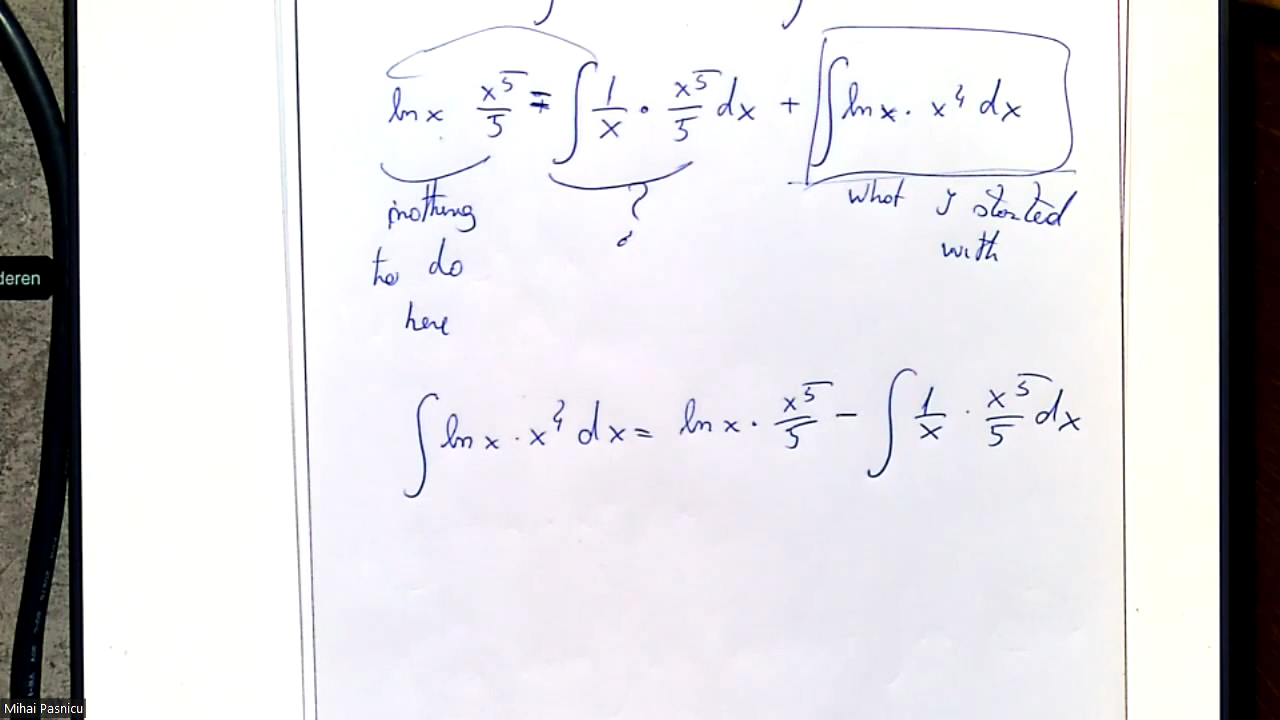 ln x x⁵/5 = ∫ 1/x · x⁵/5 dx + ∫ ln x · x⁴ dx
nothing to do here
?
what I started with
∫ ln x · x⁴ dx = ln x · x⁵/5 - ∫ 1/x · x⁵/5 dx
deren
Mihai Pasnicu